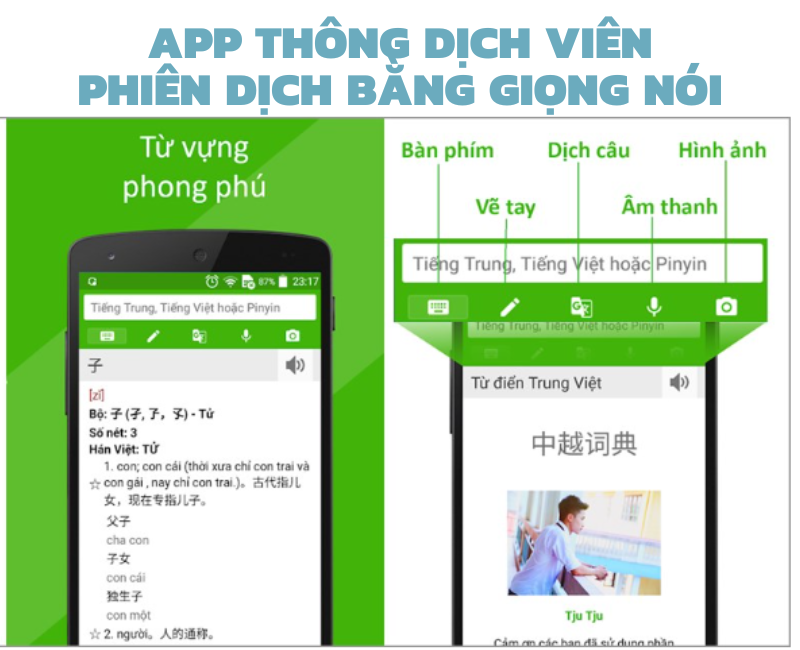 APP THÔNG DỊCH VIÊN
PHIÊN DỊCH BẰNG GIỌNG NÓI
Từ vựng
phong phú
87% 23:17
Tiếng Trung, Tiếng Việt hoặc Pinyin
子
[zǐ]
Bộ: 子 (孑, 孒, 孓) - Tử
Số nét: 3
Hán Việt: TỬ
1. con; con cái (thời xưa chỉ con trai và
☆ con gái , nay chỉ con trai.)。古代指儿
女，现在专指儿子。
父子
cha con
子女
con cái
独生子
con một
☆ 2. người。人的通称。
Bàn phím Dịch câu Hình ảnh
Vẽ tay Âm thanh
Tiếng Trung, Tiếng Việt hoặc Pinyin
Tiếng Trung, Tiếng Việt hoặc Pinyin
Từ điển Trung Việt
中越词典
Tju Tju
Cảm ơn các bạn đã sử dụng phần